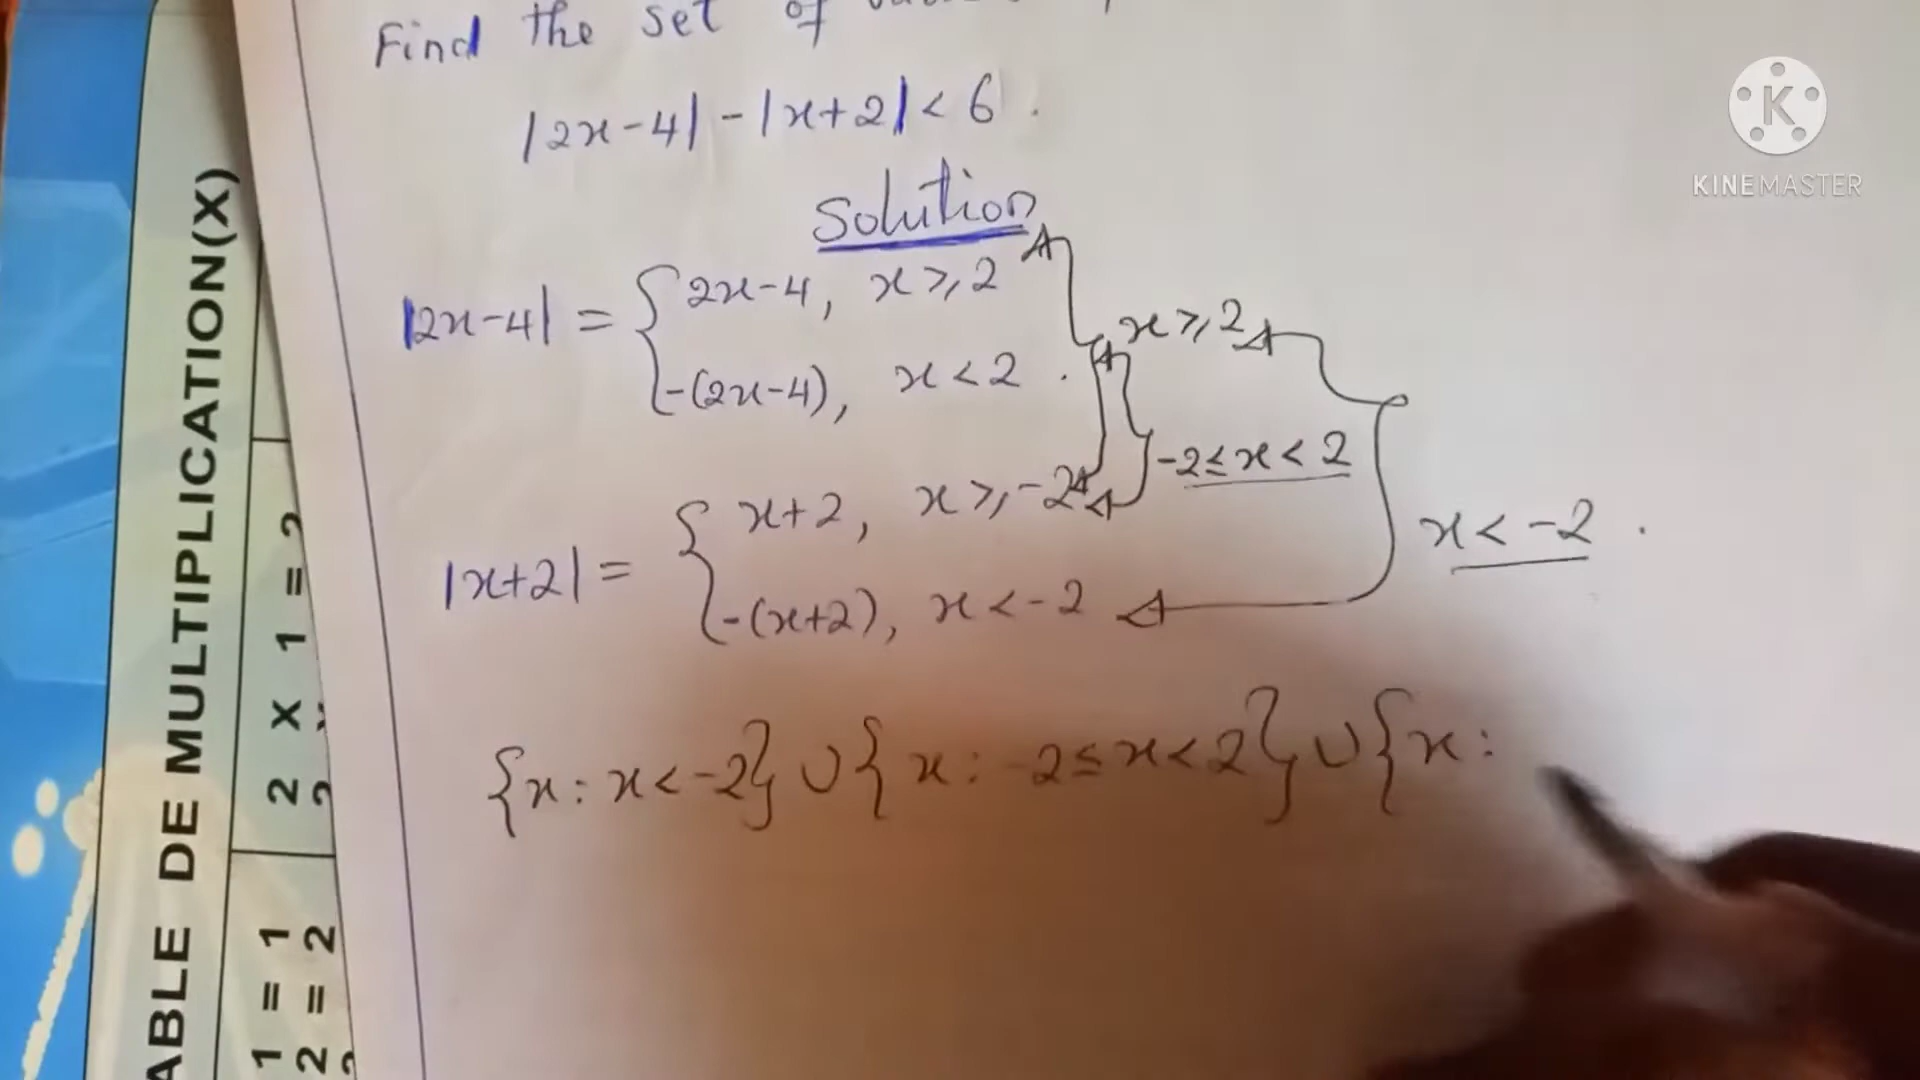 Find the set of
|2x-4| - |x+2| < 6.
Solution
|2x-4| = { 2x-4, x ≥ 2
-(2x-4), x < 2.
x ≥ 2
-2 ≤ x < 2
x < -2.
|x+2| = { x+2, x ≥ -2
-(x+2), x < -2
{x: x < -2} ∪ {x: -2 ≤ x < 2} ∪ {x:
KINEMASTER
TABLE DE MULTIPLICATION(X)
2 X 1 = 2
1 = 1
2 = 2